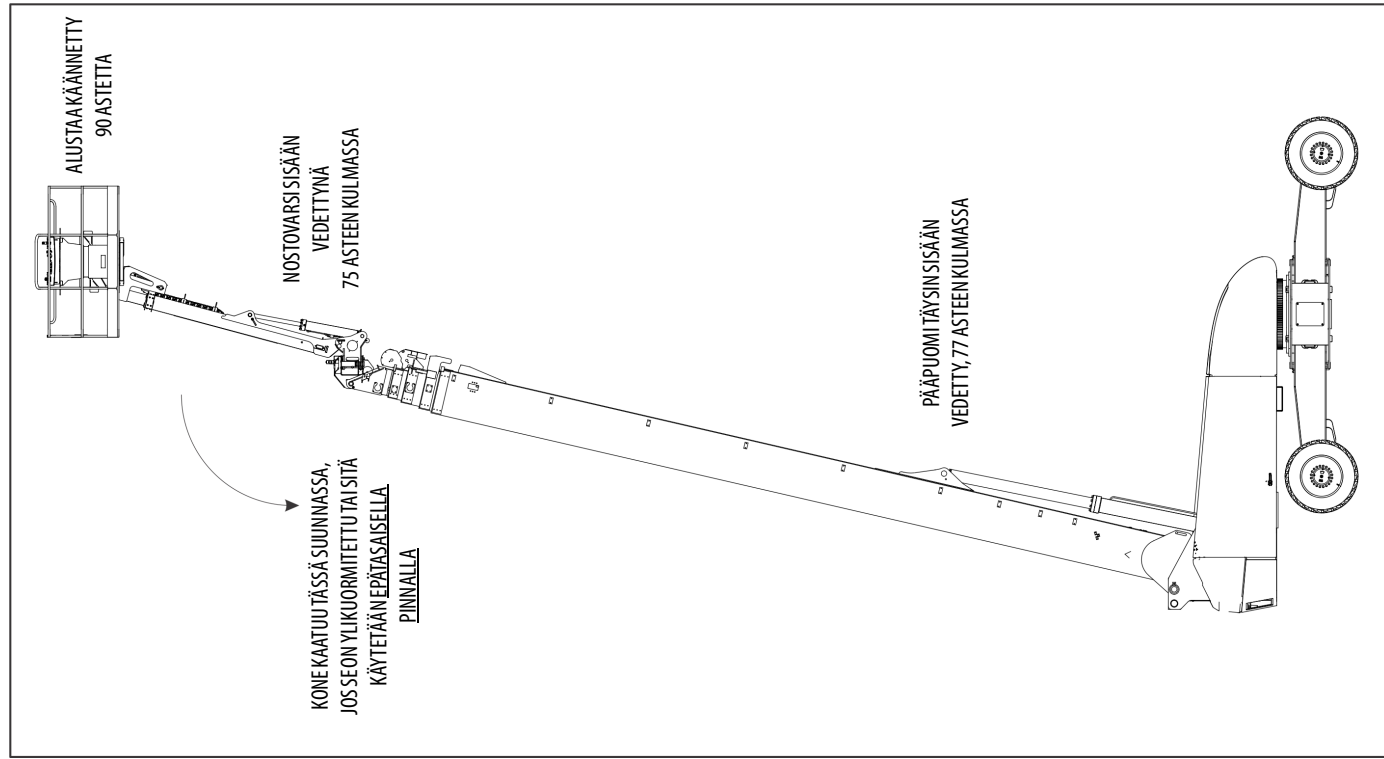 ALUSTAA KÄÄNNETTY
90 ASTETTA
NOSTOVARSI SISÄÄN
VEDETTYNÄ
75 ASTEEN KULMASSA
KONE KAATUU TÄSSÄ SUUNNASSA,
JOS SE ON YLIKUORMITETTU TAI SITÄ
KÄYTETÄÄN EPÄTASAISELLA
PINNALLA
PÄÄPUOMI TÄYSIN SISÄÄN
VEDETTY, 77 ASTEEN KULMASSA